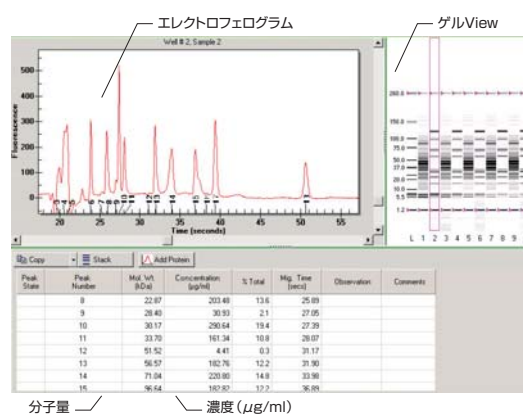 エレクトロフェログラム
ゲルView
Well # 2, Sample 2
Fluorescence
500
400
300
200
100
0
20 25 30 35 40 45 50 55
Time (seconds)
260.0
150.0
100.0
75.0
50.0
37.0
20.0
10.0
5.5
1.2
L 1 2 3 4 5 6 7 8 9
Copy Stack Add Protein
Peak State Peak Number Mol. Wt. (kDa) Concentration (µg/ml) % Total Mig. Time (secs) Observation Comments
8 22.87 203.48 13.6 25.89
9 28.40 30.93 2.1 27.05
10 30.17 290.64 19.4 27.39
11 33.70 161.34 10.8 28.07
12 51.52 4.41 0.3 31.17
13 56.57 182.76 12.2 31.90
14 71.04 220.80 14.8 33.98
15 96.64 182.82 12.2 36.89
分子量
濃度(μg/ml)